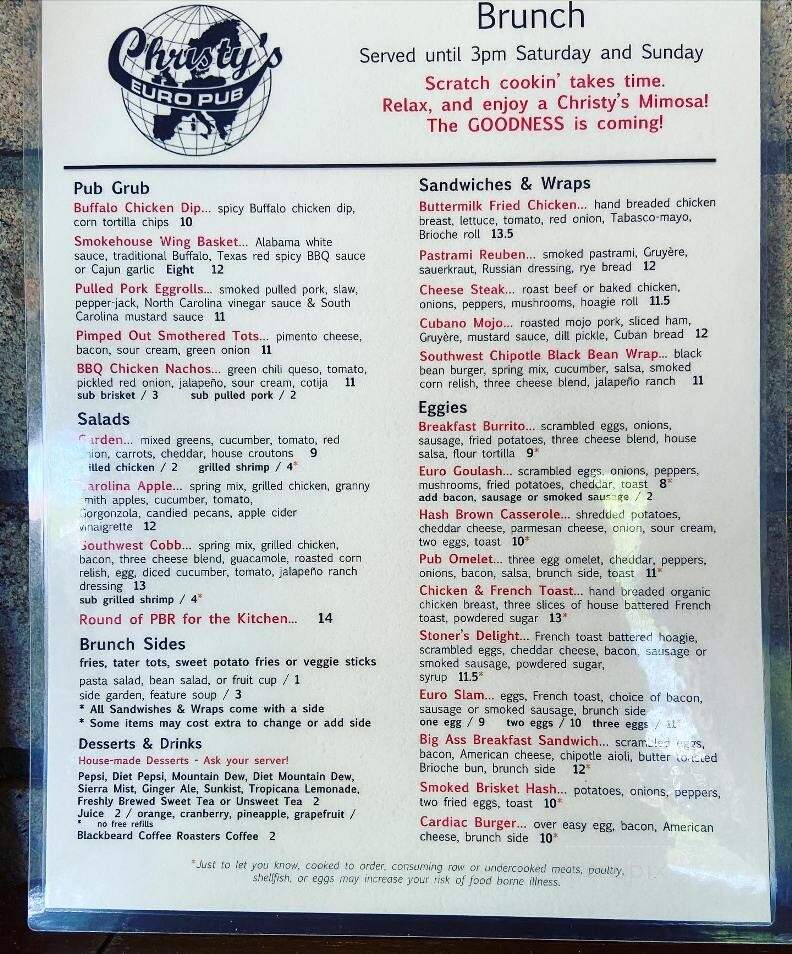 Christy's
EURO PUB
Brunch
Served until 3pm Saturday and Sunday
Scratch cookin' takes time.
Relax, and enjoy a Christy's Mimosa!
The GOODNESS is coming!
Pub Grub
Buffalo Chicken Dip... spicy Buffalo chicken dip,
corn tortilla chips 10
Smokehouse Wing Basket... Alabama white
sauce, traditional Buffalo, Texas red spicy BBQ sauce
or Cajun garlic Eight 12
Pulled Pork Eggrolls... smoked pulled pork, slaw,
pepper-jack, North Carolina vinegar sauce & South
Carolina mustard sauce 11
Pimped Out Smothered Tots... pimento cheese,
bacon, sour cream, green onion 11
BBQ Chicken Nachos... green chili queso, tomato,
pickled red onion, jalapeño, sour cream, cotija 11
sub brisket / 3 sub pulled pork / 2
Salads
Garden... mixed greens, cucumber, tomato, red
onion, carrots, cheddar, house croutons 9
grilled chicken / 2 grilled shrimp / 4*
Carolina Apple... spring mix, grilled chicken, granny
smith apples, cucumber, tomato,
Gorgonzola, candied pecans, apple cider
vinaigrette 12
Southwest Cobb... spring mix, grilled chicken,
bacon, three cheese blend, guacamole, roasted corn
relish, egg, diced cucumber, tomato, jalapeño ranch
dressing 13
sub grilled shrimp / 4*
Round of PBR for the Kitchen... 14
Brunch Sides
fries, tater tots, sweet potato fries or veggie sticks
pasta salad, bean salad, or fruit cup / 1
side garden, feature soup / 3
* All Sandwishes & Wraps come with a side
* Some items may cost extra to change or add side
Desserts & Drinks
House-made Desserts - Ask your server!
Pepsi, Diet Pepsi, Mountain Dew, Diet Mountain Dew,
Sierra Mist, Ginger Ale, Sunkist, Tropicana Lemonade,
Freshly Brewed Sweet Tea or Unsweet Tea 2
Juice 2 / orange, cranberry, pineapple, grapefruit /
* no free refills
Blackbeard Coffee Roasters Coffee 2
Sandwiches & Wraps
Buttermilk Fried Chicken... hand breaded chicken
breast, lettuce, tomato, red onion, Tabasco-mayo,
Brioche roll 13.5
Pastrami Reuben... smoked pastrami, Gruyère,
sauerkraut, Russian dressing, rye bread 12
Cheese Steak... roast beef or baked chicken,
onions, peppers, mushrooms, hoagie roll 11.5
Cubano Mojo... roasted mojo pork, sliced ham,
Gruyère, mustard sauce, dill pickle, Cuban bread 12
Southwest Chipotle Black Bean Wrap... black
bean burger, spring mix, cucumber, salsa, smoked
corn relish, three cheese blend, jalapeño ranch 11
Eggies
Breakfast Burrito... scrambled eggs, onions,
sausage, fried potatoes, three cheese blend, house
salsa, flour tortilla 9*
Euro Goulash... scrambled eggs, onions, peppers,
mushrooms, fried potatoes, cheddar, toast 8*
add bacon, sausage or smoked sausage / 2
Hash Brown Casserole... shredded potatoes,
cheddar cheese, parmesan cheese, onion, sour cream,
two eggs, toast 10*
Pub Omelet... three egg omelet, cheddar, peppers,
onions, bacon, salsa, brunch side, toast 11*
Chicken & French Toast... hand breaded organic
chicken breast, three slices of house battered French
toast, powdered sugar 13*
Stoner's Delight... French toast battered hoagie,
scrambled eggs, cheddar cheese, bacon, sausage or
smoked sausage, powdered sugar,
syrup 11.5*
Euro Slam... eggs, French toast, choice of bacon,
sausage or smoked sausage, brunch side
one egg / 9 two eggs / 10 three eggs / 11*
Big Ass Breakfast Sandwich... scrambled eggs,
bacon, American cheese, chipotle aioli, butter toasted
Brioche bun, brunch side 12*
Smoked Brisket Hash... potatoes, onions, peppers,
two fried eggs, toast 10*
Cardiac Burger... over easy egg, bacon, American
cheese, brunch side 10*
*Just to let you know, cooked to order, consuming raw or undercooked meats, poultry,
shellfish, or eggs may increase your risk of food borne illness.